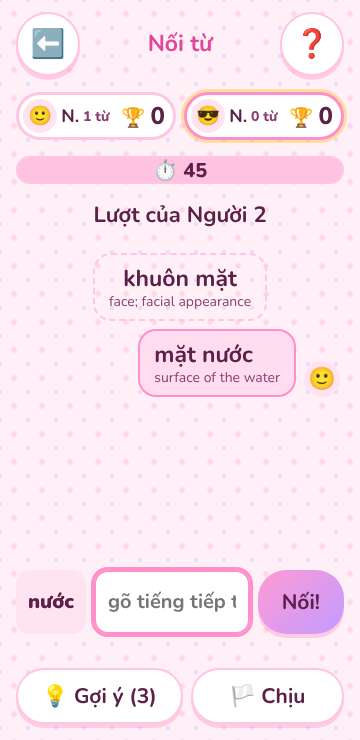 Nối từ
N. 1 từ 0
N. 0 từ 0
45
Lượt của Người 2
khuôn mặt
face; facial appearance
mặt nước
surface of the water
nước
gõ tiếng tiếp t
Nối!
Gợi ý (3)
Chịu